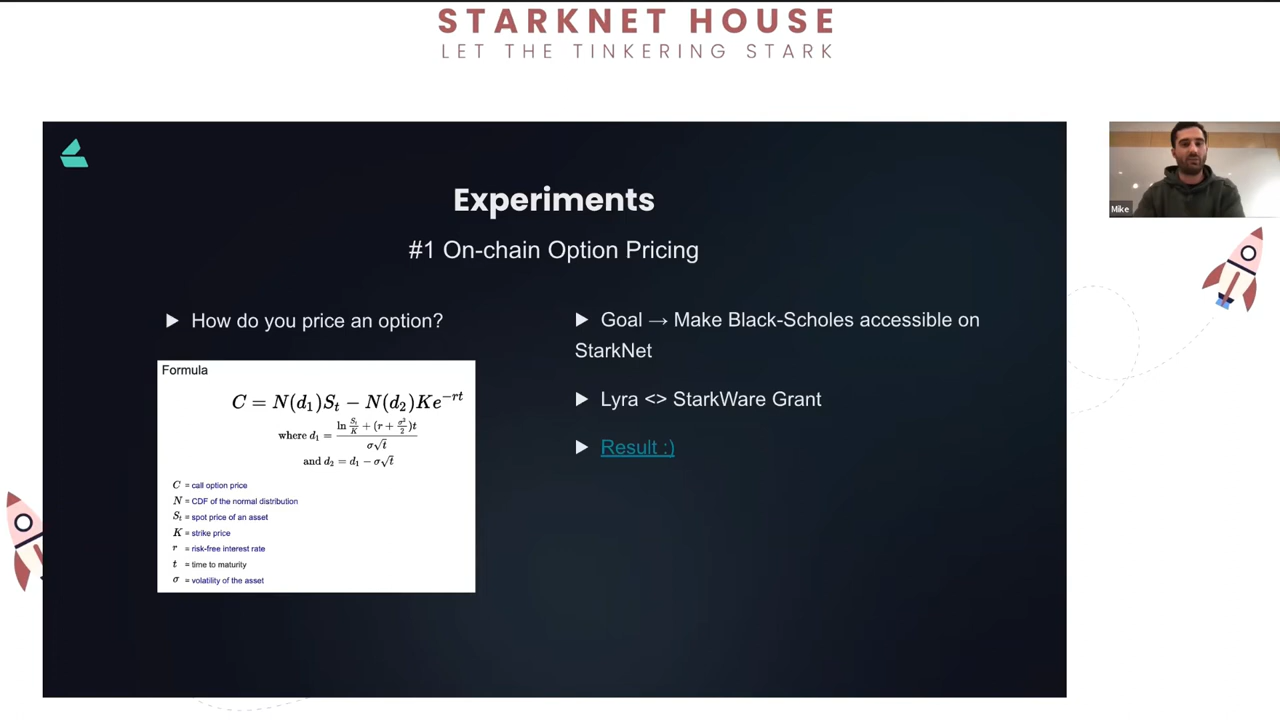 STARKNET HOUSE
LET THE TINKERING STARK
Experiments
#1 On-chain Option Pricing
▶ How do you price an option?
Formula
C = N(d₁)Sₜ − N(d₂)Ke⁻ʳᵗ
where d₁ = (ln Sₜ/K + (r + σ²/2)t) / σ√t
and d₂ = d₁ − σ√t
C = call option price
N = CDF of the normal distribution
Sₜ = spot price of an asset
K = strike price
r = risk-free interest rate
t = time to maturity
σ = volatility of the asset
▶ Goal → Make Black-Scholes accessible on
StarkNet
▶ Lyra <> StarkWare Grant
▶ Result :)
Mike